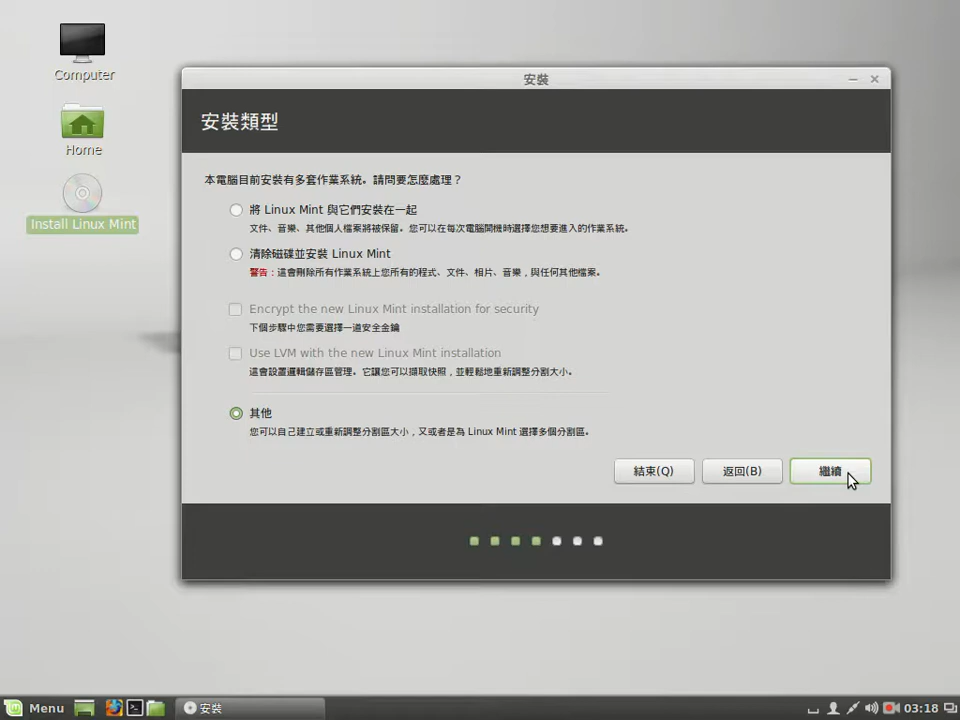 Computer
Home
Install Linux Mint
安裝
安裝類型
本電腦目前安裝有多套作業系統。請問要怎麼處理？
將 Linux Mint 與它們安裝在一起
文件、音樂、其他個人檔案將被保留。您可以在每次電腦開機時選擇您想要進入的作業系統。
清除磁碟並安裝 Linux Mint
警告：這會刪除所有作業系統上您所有的程式、文件、相片、音樂，與任何其他檔案。
Encrypt the new Linux Mint installation for security
下個步驟中您需要選擇一道安全金鑰
Use LVM with the new Linux Mint installation
這會設置邏輯儲存區管理。它讓您可以擷取快照，並輕鬆地重新調整分割大小。
其他
您可以自己建立或重新調整分割區大小，又或者是為 Linux Mint 選擇多個分割區。
結束(Q)
返回(B)
繼續
Menu
安裝
03:18